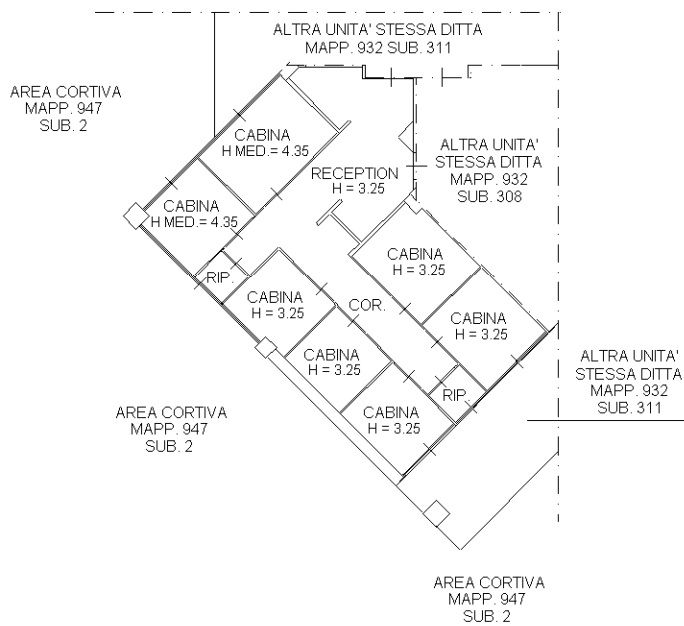 ALTRA UNITA' STESSA DITTA
MAPP. 932 SUB. 311
AREA CORTIVA
MAPP. 947
SUB. 2
CABINA
H MED.= 4.35
ALTRA UNITA'
STESSA DITTA
MAPP. 932
SUB. 308
RECEPTION
H = 3.25
CABINA
H MED.= 4.35
CABINA
H = 3.25
RIP.
CABINA
H = 3.25
COR.
CABINA
H = 3.25
CABINA
H = 3.25
ALTRA UNITA'
STESSA DITTA
MAPP. 932
SUB. 311
RIP.
CABINA
H = 3.25
AREA CORTIVA
MAPP. 947
SUB. 2
AREA CORTIVA
MAPP. 947
SUB. 2